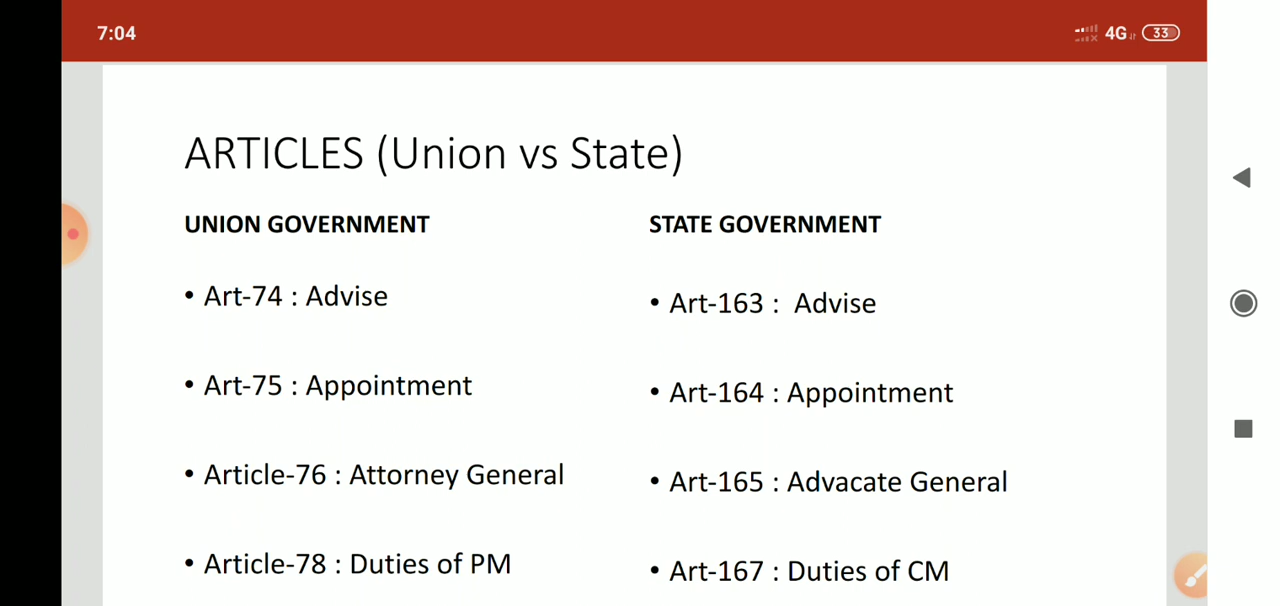 7:04
4G 33
ARTICLES (Union vs State)
UNION GOVERNMENT
• Art-74 : Advise
• Art-75 : Appointment
• Article-76 : Attorney General
• Article-78 : Duties of PM
STATE GOVERNMENT
• Art-163 : Advise
• Art-164 : Appointment
• Art-165 : Advacate General
• Art-167 : Duties of CM